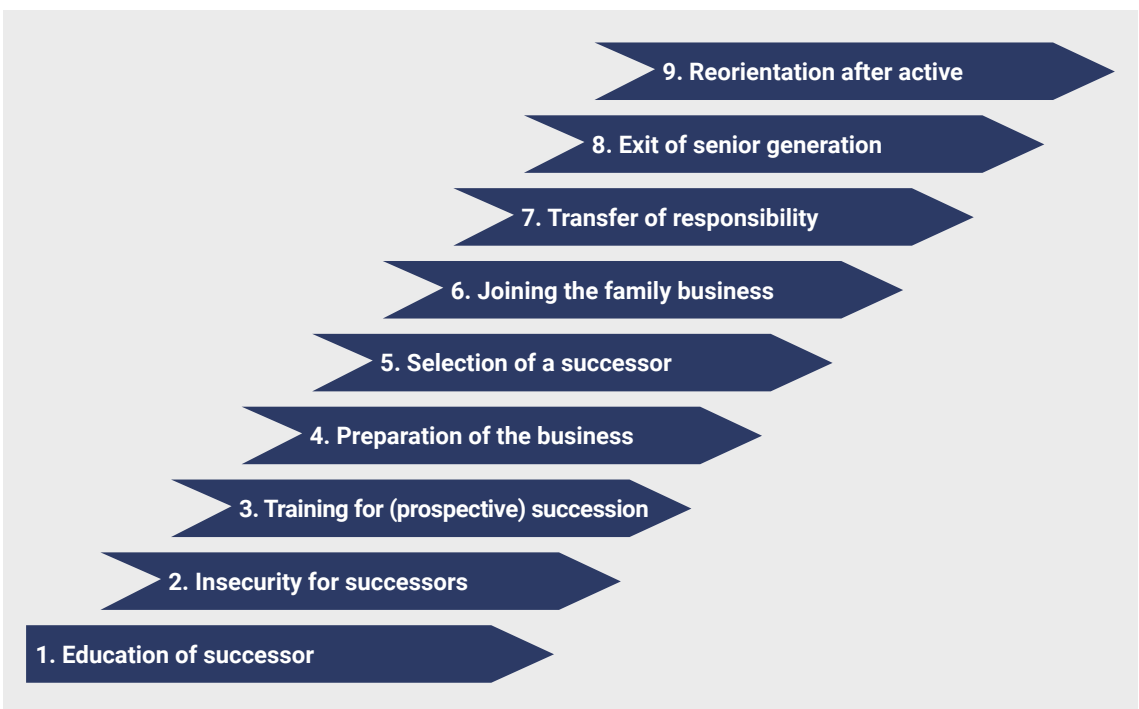 9. Reorientation after active
8. Exit of senior generation
7. Transfer of responsibility
6. Joining the family business
5. Selection of a successor
4. Preparation of the business
3. Training for (prospective) succession
2. Insecurity for successors
1. Education of successor